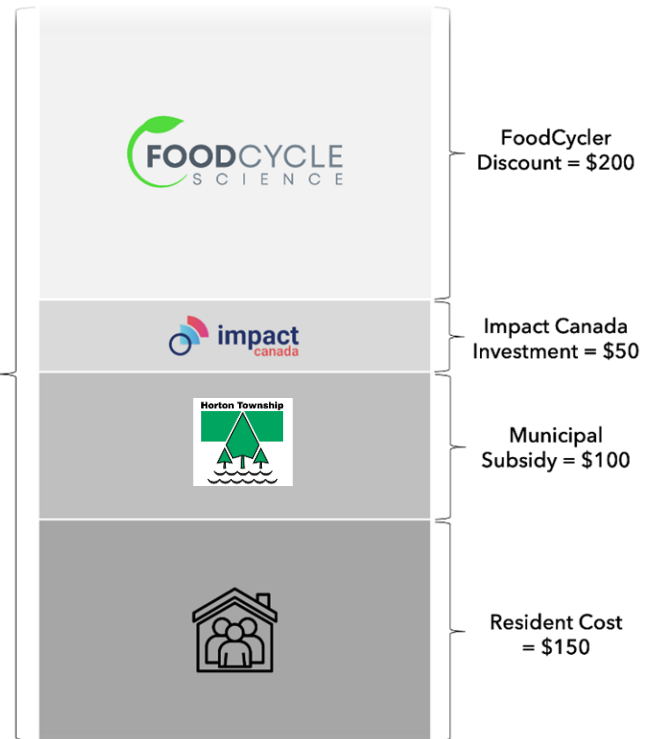 FOODCYCLE
SCIENCE
FoodCycler
Discount = $200
impact
canada
Impact Canada
Investment = $50
Horton Township
Municipal
Subsidy = $100
Resident Cost
= $150